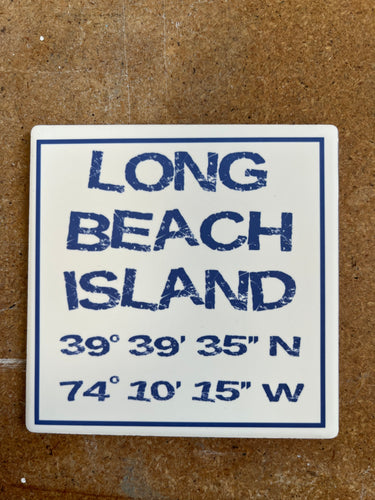 LONG
BEACH
ISLAND
39° 39' 35" N
74° 10' 15" W